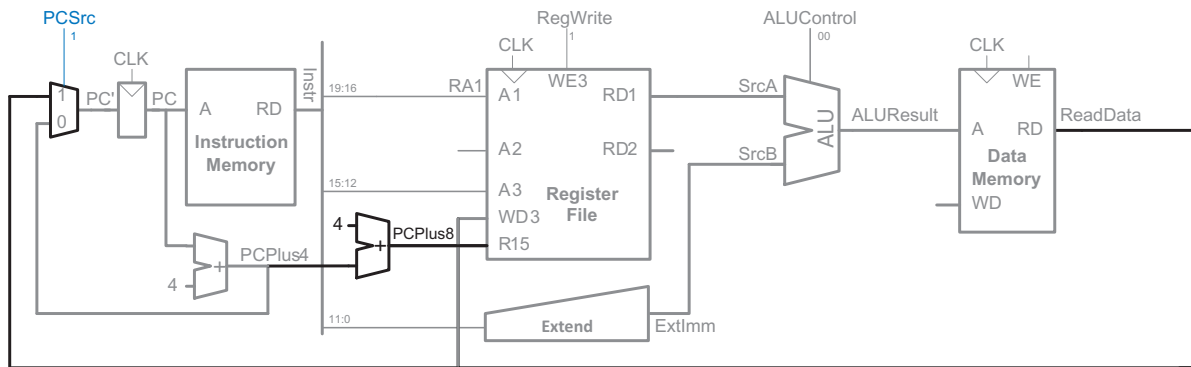 PCSrc
1
RegWrite
1
ALUControl
00
CLK
CLK
CLK
1
0
PC'
PC
A
RD
Instruction
Memory
Instr
19:16
RA1
A1
WE3
RD1
A2
RD2
15:12
A3
Register
File
WD3
R15
SrcA
SrcB
ALU
ALUResult
WE
A
RD
Data
Memory
WD
ReadData
4
+
PCPlus8
+
PCPlus4
4
11:0
Extend
ExtImm